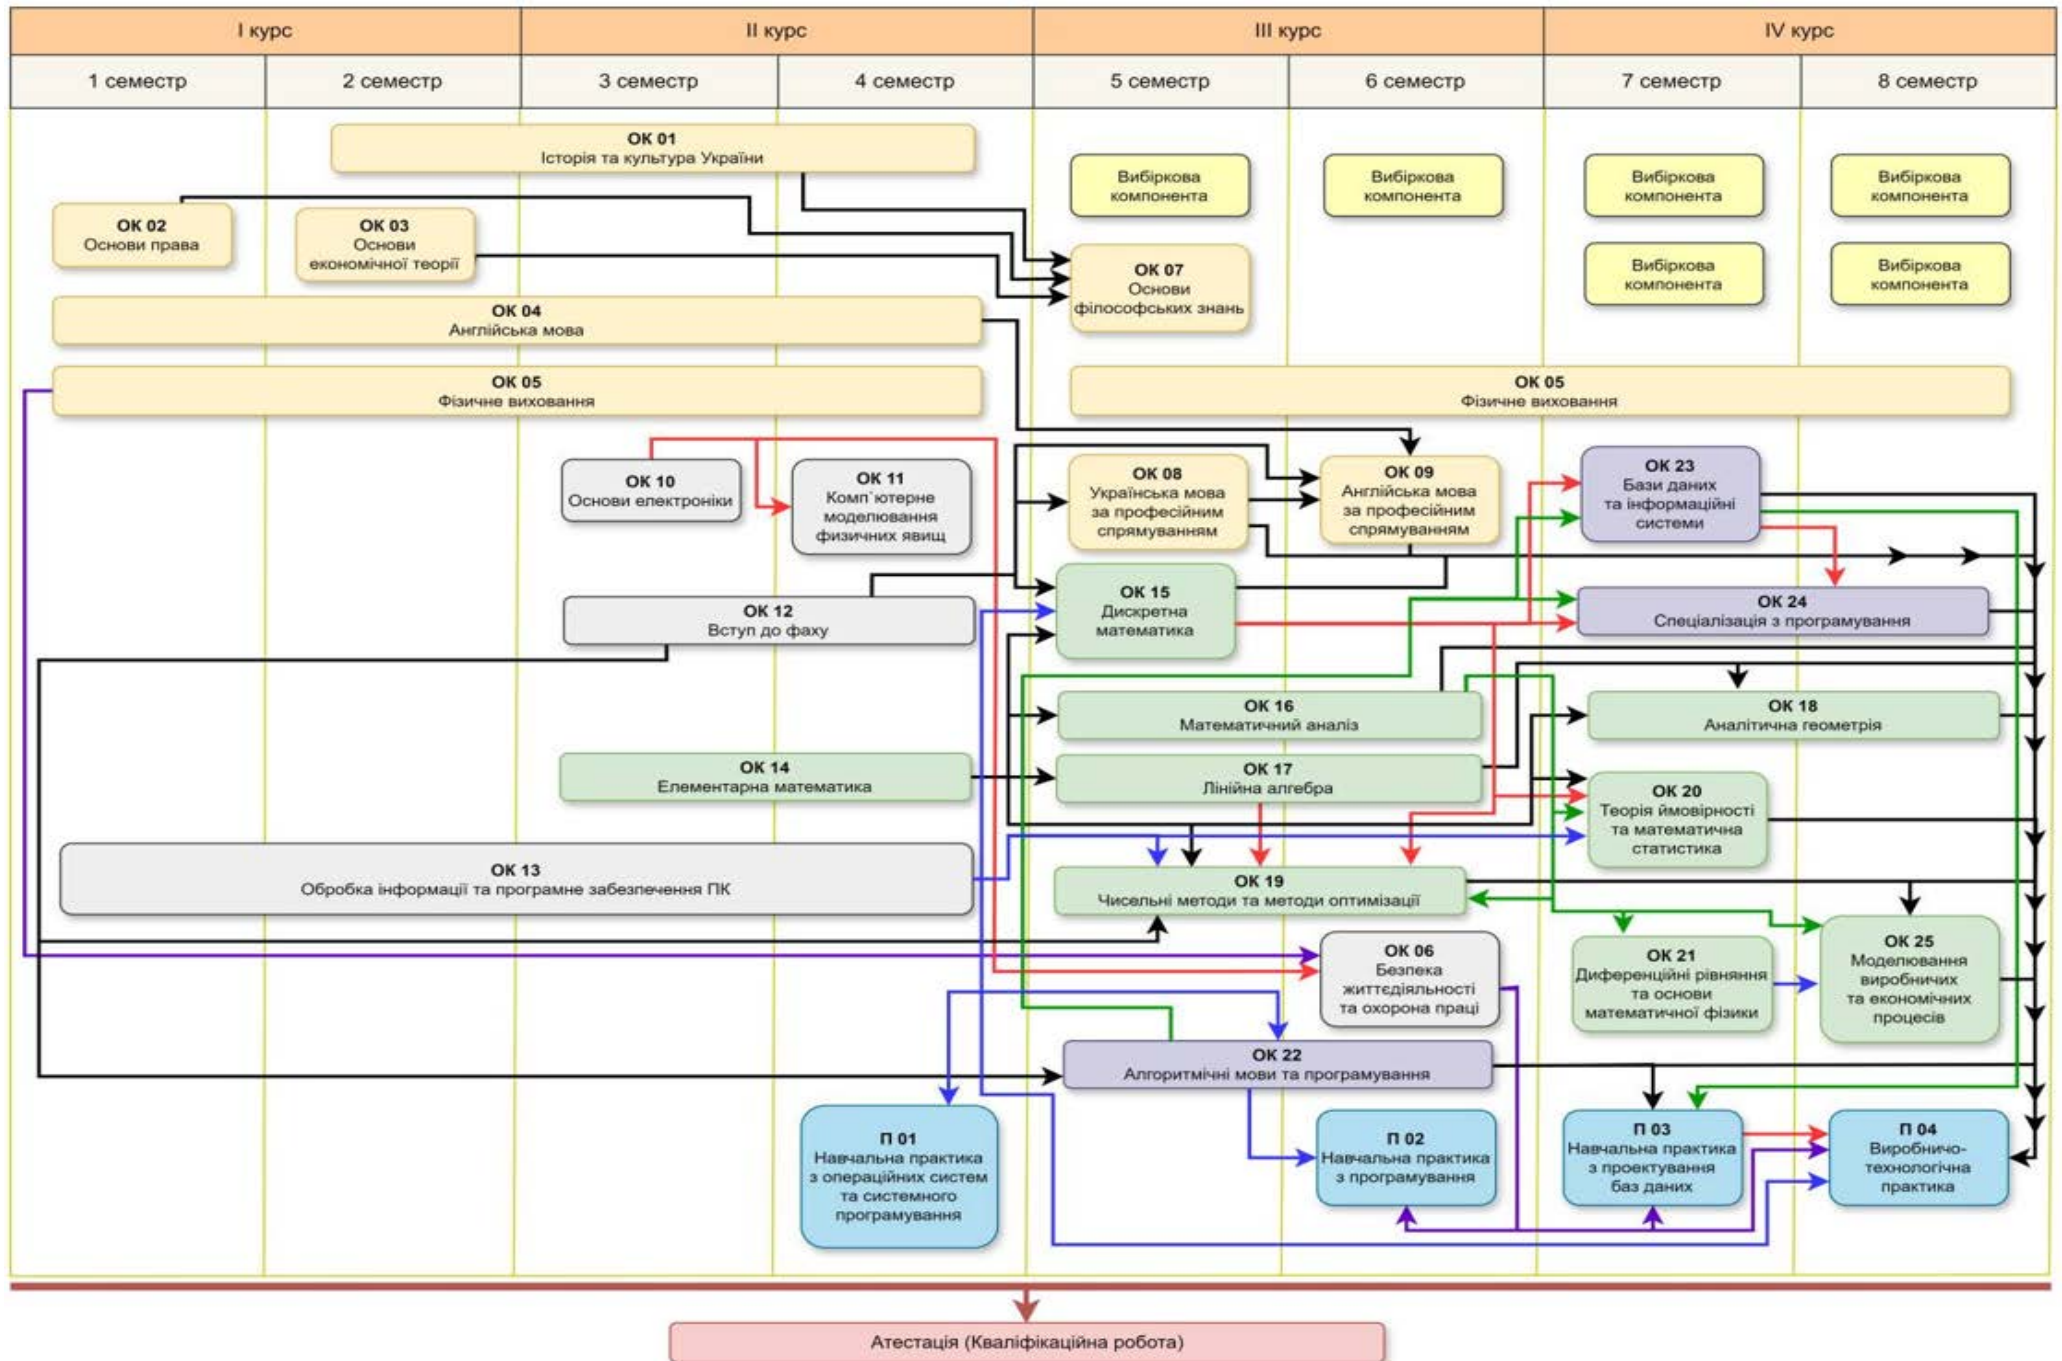 І курс
ІІ курс
ІІІ курс
IV курс
1 семестр
2 семестр
3 семестр
4 семестр
5 семестр
6 семестр
7 семестр
8 семестр
ОК 01
Історія та культура України
Вибіркова
компонента
Вибіркова
компонента
Вибіркова
компонента
Вибіркова
компонента
ОК 02
Основи права
ОК 03
Основи
економічної теорії
ОК 07
Основи
філософських знань
Вибіркова
компонента
Вибіркова
компонента
ОК 04
Англійська мова
ОК 05
Фізичне виховання
ОК 05
Фізичне виховання
ОК 10
Основи електроніки
ОК 11
Комп`ютерне
моделювання
физичних явищ
ОК 08
Українська мова
за професійним
спрямуванням
ОК 09
Англійська мова
за професійним
спрямуванням
ОК 23
Бази даних
та інформаційні
системи
ОК 12
Вступ до фаху
ОК 15
Дискретна
математика
ОК 24
Спеціалізація з програмування
ОК 16
Математичний аналіз
ОК 18
Аналітична геометрія
ОК 14
Елементарна математика
ОК 17
Лінійна алгебра
ОК 20
Теорія ймовірності
та математична
статистика
ОК 13
Обробка інформації та програмне забезпечення ПК
ОК 19
Чисельні методи та методи оптимізації
ОК 06
Безпека
життєдіяльності
та охорона праці
ОК 21
Диференційні рівняння
та основи
математичної фізики
ОК 25
Моделювання
виробничих
та економічних
процесів
ОК 22
Алгоритмічні мови та програмування
П 01
Навчальна практика
з операційних систем
та системного
програмування
П 02
Навчальна практика
з програмування
П 03
Навчальна практика
з проектування
баз даних
П 04
Виробничо-
технологічна
практика
Атестація (Кваліфікаційна робота)